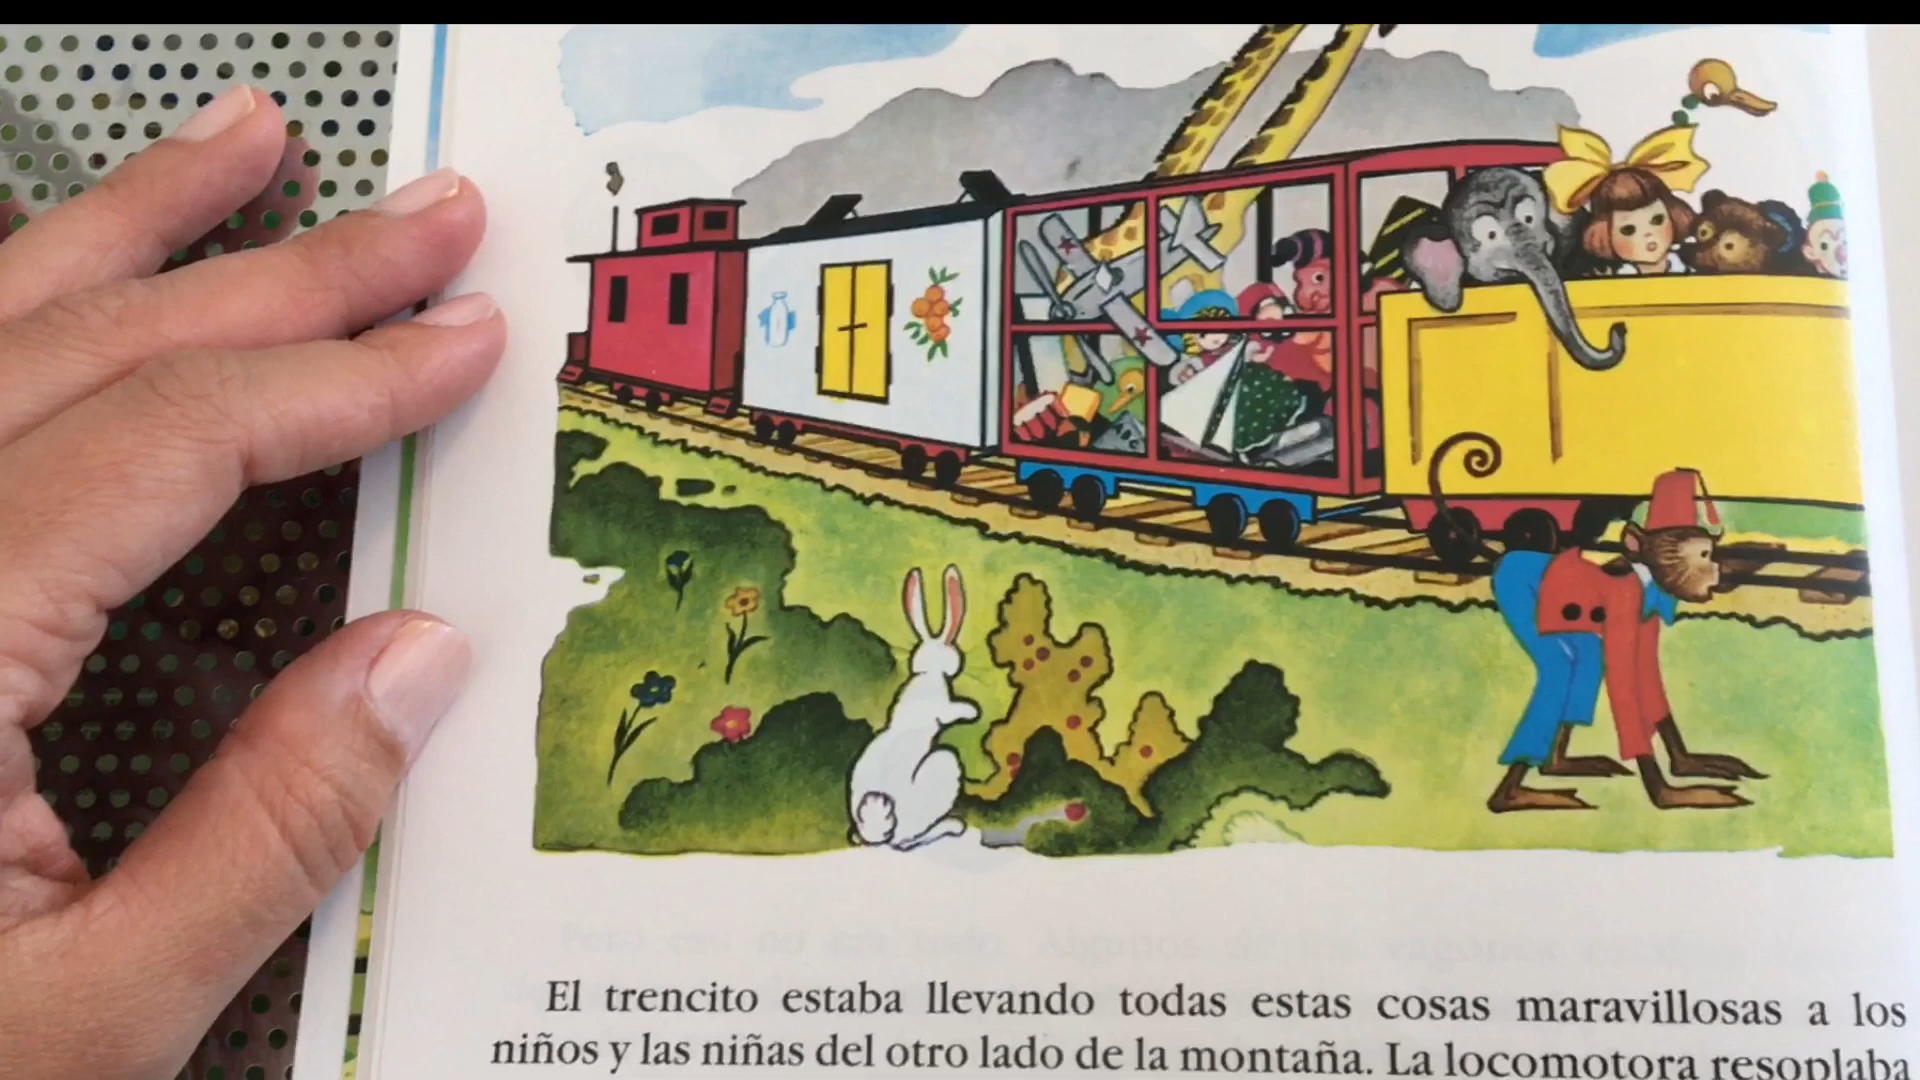 El trencito estaba llevando todas estas cosas maravillosas a los
niños y las niñas del otro lado de la montaña. La locomotora resoplaba